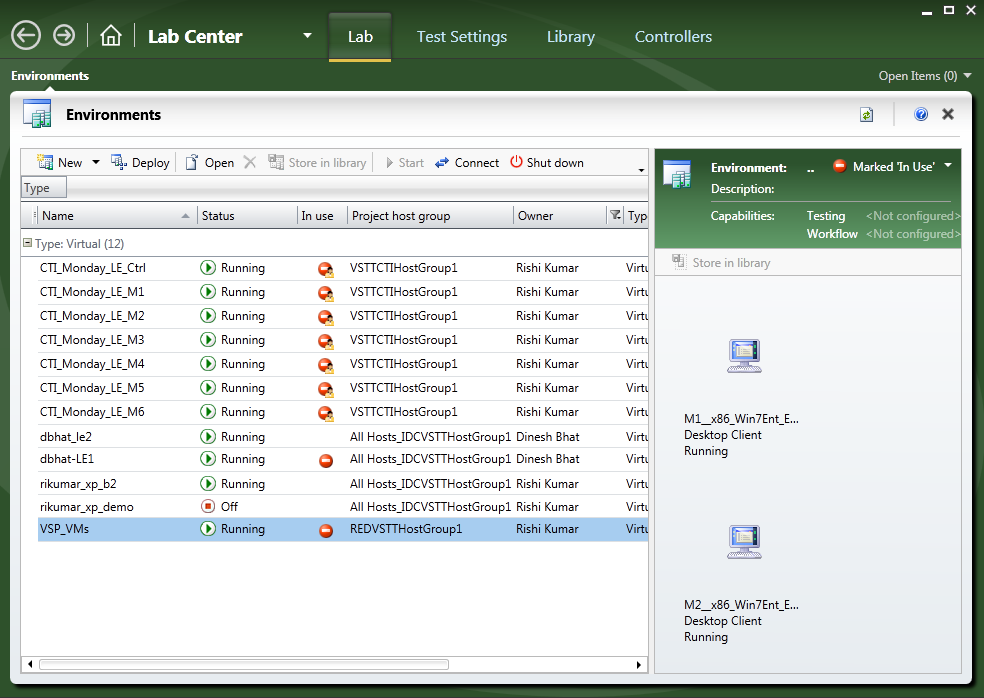 Lab Center Lab Test Settings Library Controllers
Environments Open Items (0)
Environments
New Deploy Open Store in library Start Connect Shut down
Type
Name Status In use Project host group Owner Typ
Type: Virtual (12)
CTI_Monday_LE_Ctrl Running VSTTCTIHostGroup1 Rishi Kumar Virtu
CTI_Monday_LE_M1 Running VSTTCTIHostGroup1 Rishi Kumar Virtu
CTI_Monday_LE_M2 Running VSTTCTIHostGroup1 Rishi Kumar Virtu
CTI_Monday_LE_M3 Running VSTTCTIHostGroup1 Rishi Kumar Virtu
CTI_Monday_LE_M4 Running VSTTCTIHostGroup1 Rishi Kumar Virtu
CTI_Monday_LE_M5 Running VSTTCTIHostGroup1 Rishi Kumar Virtu
CTI_Monday_LE_M6 Running VSTTCTIHostGroup1 Rishi Kumar Virtu
dbhat_le2 Running All Hosts_IDCVSTTHostGroup1 Dinesh Bhat Virtu
dbhat-LE1 Running All Hosts_IDCVSTTHostGroup1 Dinesh Bhat Virtu
rikumar_xp_b2 Running All Hosts_IDCVSTTHostGroup1 Rishi Kumar Virtu
rikumar_xp_demo Off All Hosts_IDCVSTTHostGroup1 Rishi Kumar Virtu
VSP_VMs Running REDVSTTHostGroup1 Rishi Kumar Virtu
Environment: .. Marked 'In Use'
Description:
Capabilities: Testing <Not configured>
Workflow <Not configured>
Store in library
M1__x86_Win7Ent_E...
Desktop Client
Running
M2__x86_Win7Ent_E...
Desktop Client
Running